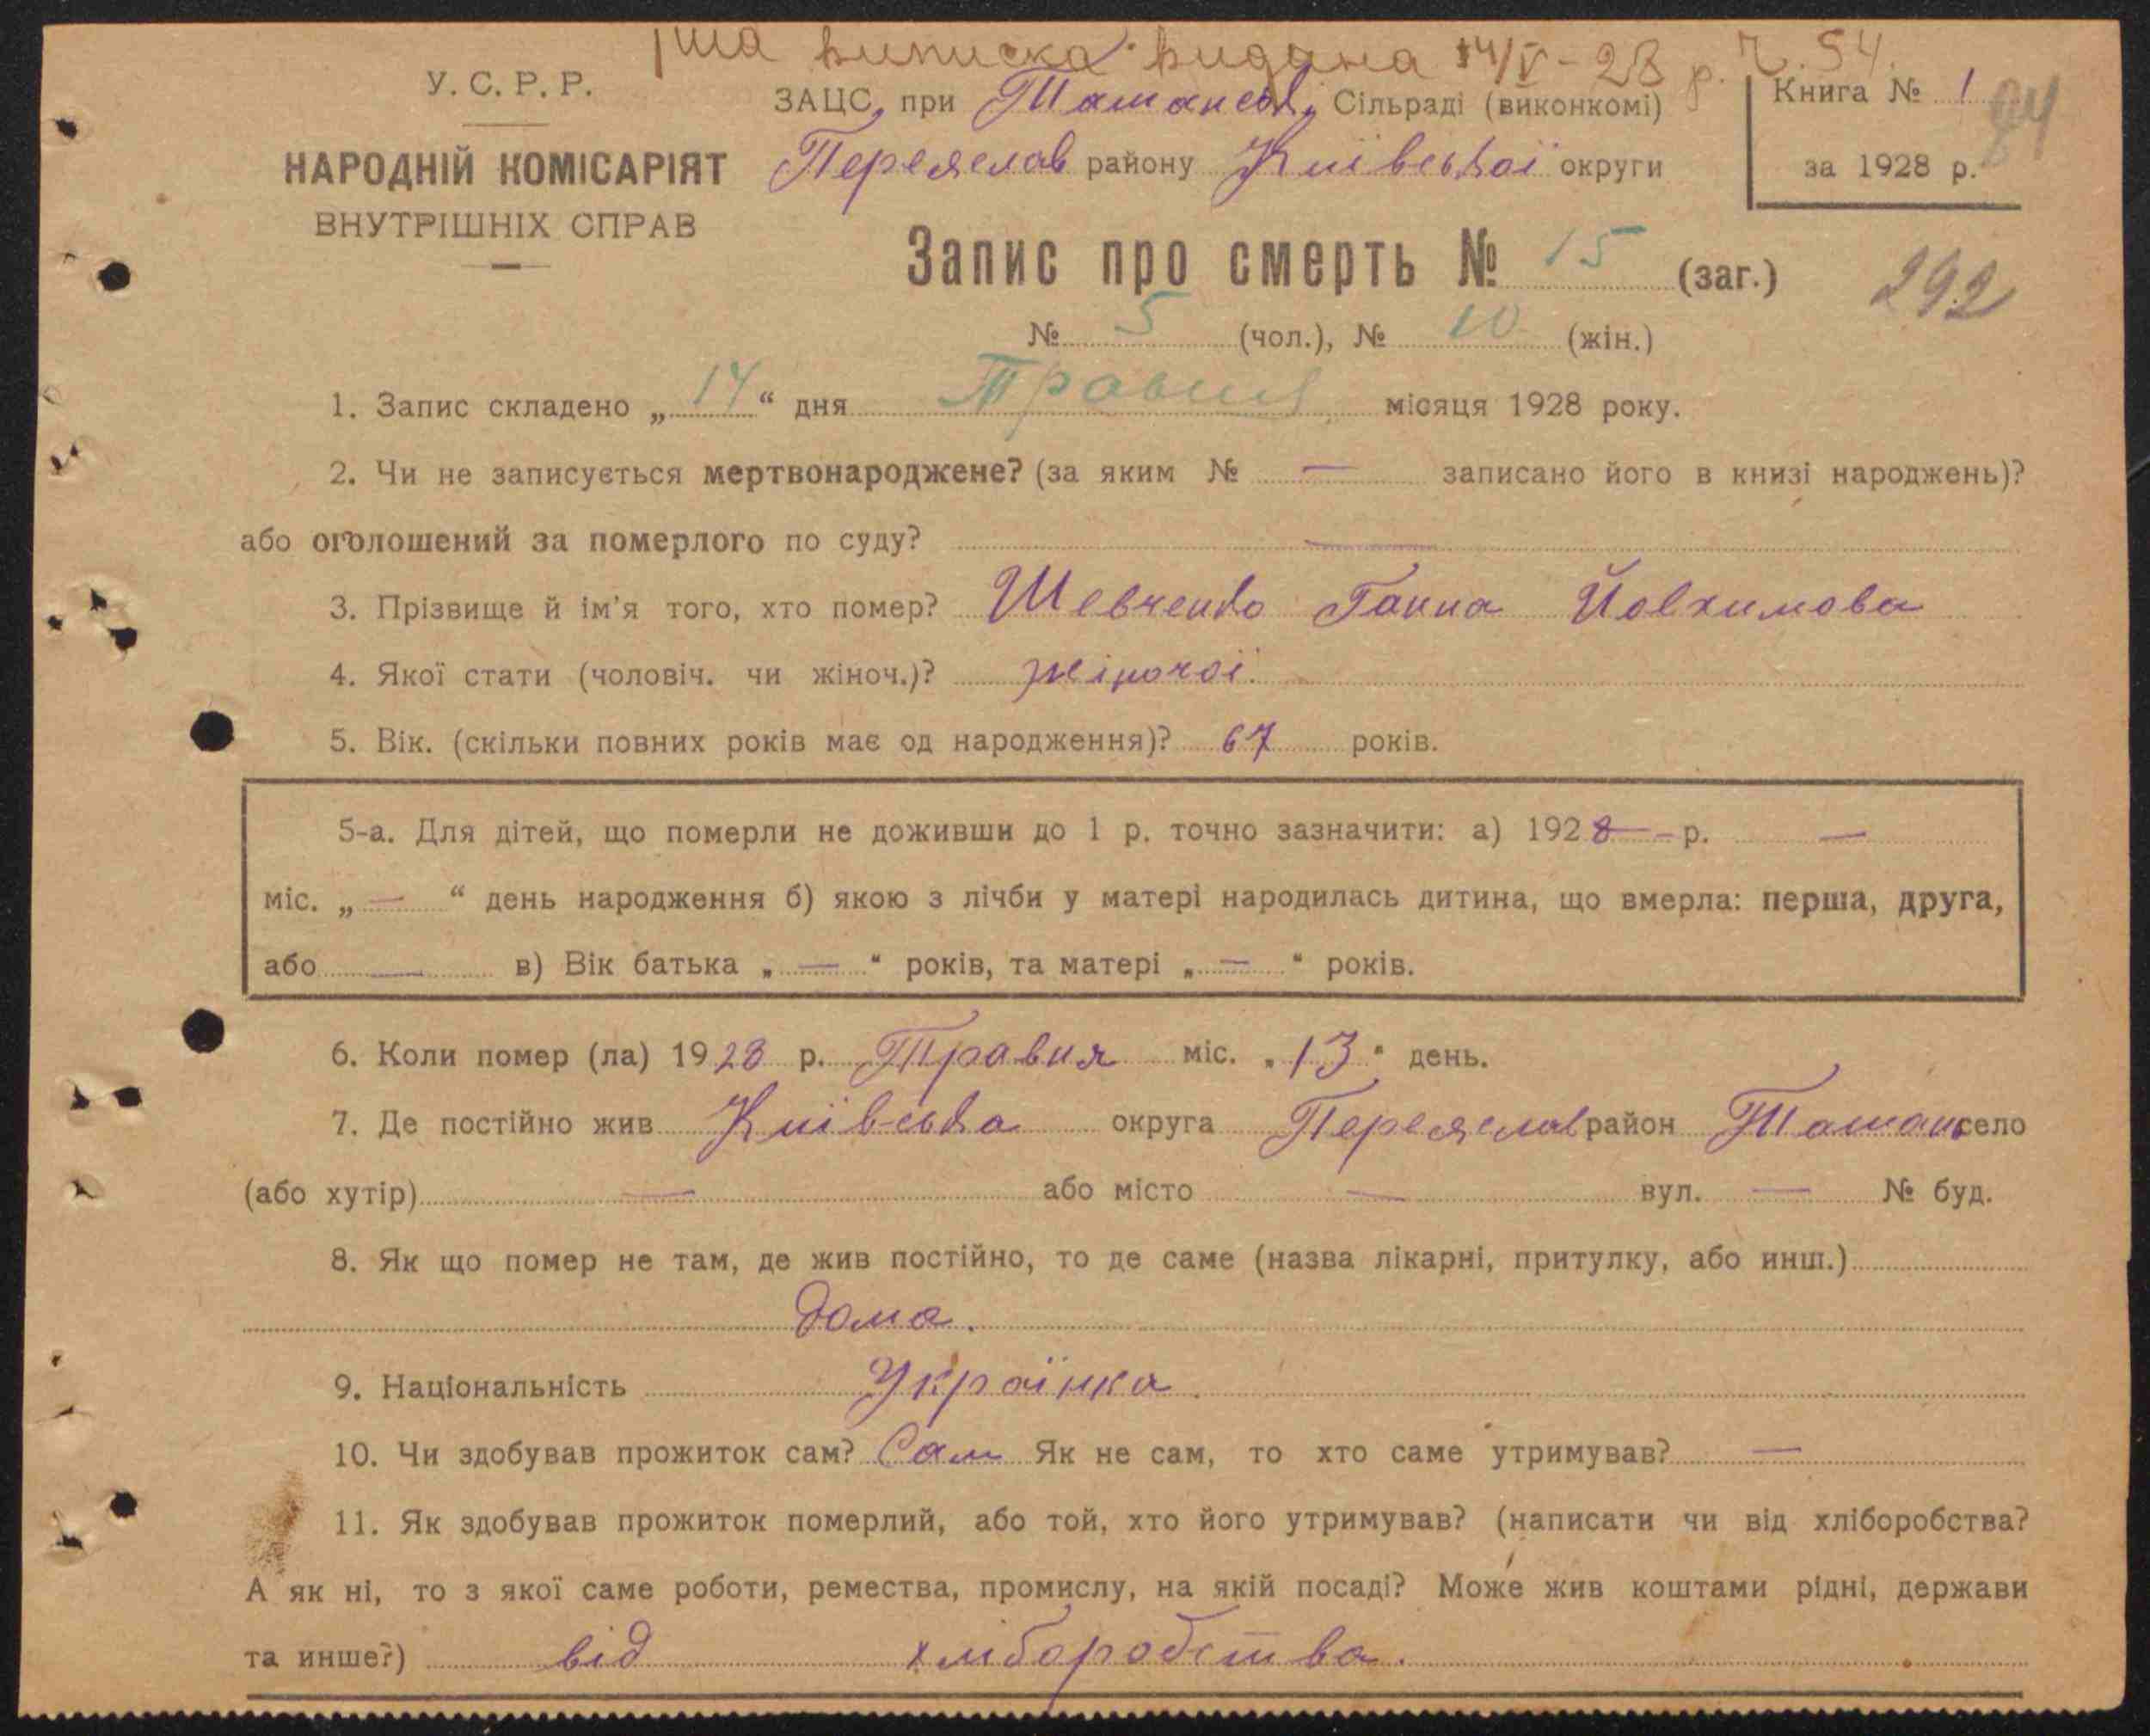 1ша виписка видана 14/V-28 р. Ч. 54.
У. С. Р. Р.
ЗАЦС, при Ташанськ. Сільраді (виконкомі)
Книга № 1
84
НАРОДНІЙ КОМІСАРІЯТ
Переяслав району Київської округи
за 1928 р.
ВНУТРІШНІХ СПРАВ
Запис про смерть № 15 (заг.)
292
№ 5 (чол.), № 10 (жін.)
1. Запис складено „14“ дня Травня місяця 1928 року.
2. Чи не записується мертвонароджене? (за яким № — записано його в книзі народжень)?
або оголошений за померлого по суду? —
3. Прізвище й ім'я того, хто помер? Шевченко Ганна Йовхимова
4. Якої стати (чоловіч. чи жіноч.)? жіночої.
5. Вік. (скільки повних років має од народження)? 67 років.
5-а. Для дітей, що померли не доживши до 1 р. точно зазначити: а) 1928 — р. —
міс. „—“ день народження б) якою з лічби у матері народилась дитина, що вмерла: перша, друга,
або — в) Вік батька „—“ років, та матері „—“ років.
6. Коли помер (ла) 1928 р. Травня міс. „13“ день.
7. Де постійно жив Київська округа Переяслав район Ташань село
(або хутір) — або місто — вул. — № буд.
8. Як що помер не там, де жив постійно, то де саме (назва лікарні, притулку, або инш.)
дома.
9. Національність Українка.
10. Чи здобував прожиток сам? Сам Як не сам, то хто саме утримував? —
11. Як здобував прожиток померлий, або той, хто його утримував? (написати чи від хліборобства?
А як ні, то з якої саме роботи, ремества, промислу, на якій посаді? Може жив коштами рідні, держави
та инше?) від хліборобства.